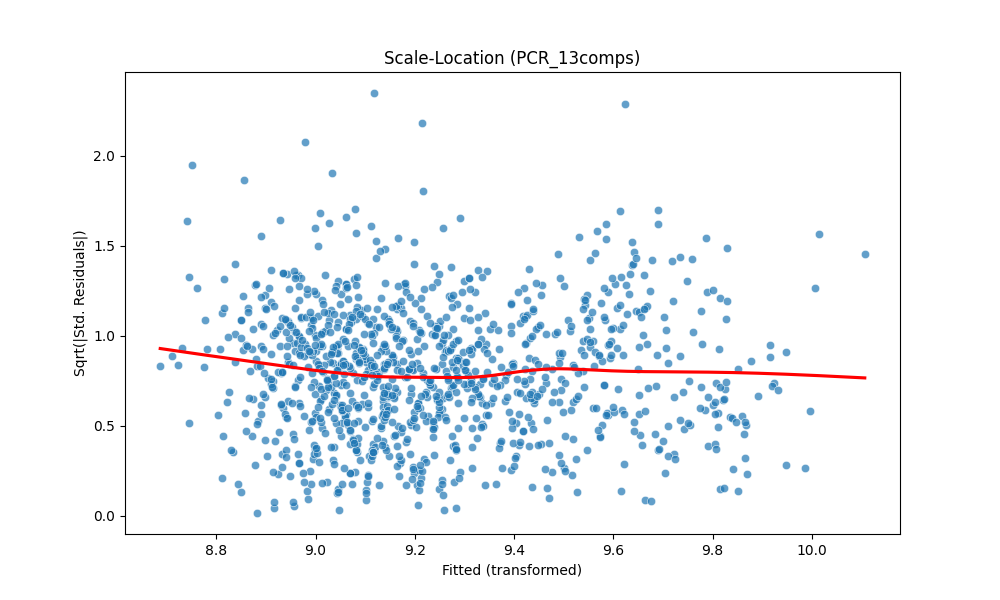 Scale-Location (PCR_13comps)
Sqrt(|Std. Residuals|)
2.0
1.5
1.0
0.5
0.0
8.8 9.0 9.2 9.4 9.6 9.8 10.0
Fitted (transformed)